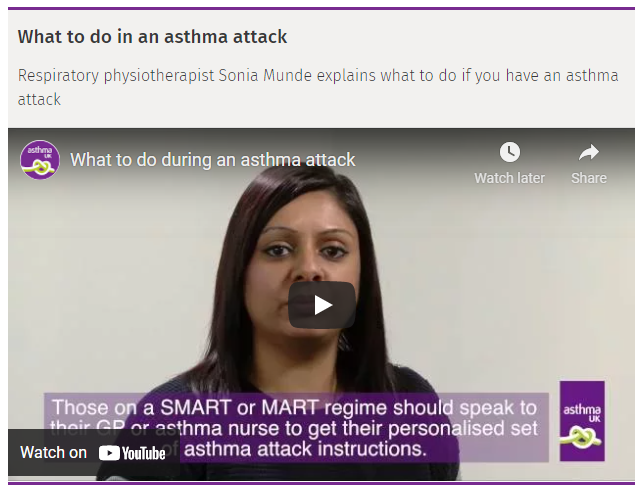 What to do in an asthma attack
Respiratory physiotherapist Sonia Munde explains what to do if you have an asthma
attack
asthma
UK
What to do during an asthma attack
Watch later
Share
Those on a SMART or MART regime should speak to
their GP or asthma nurse to get their personalised set
of asthma attack instructions.
asthma
UK
Watch on YouTube